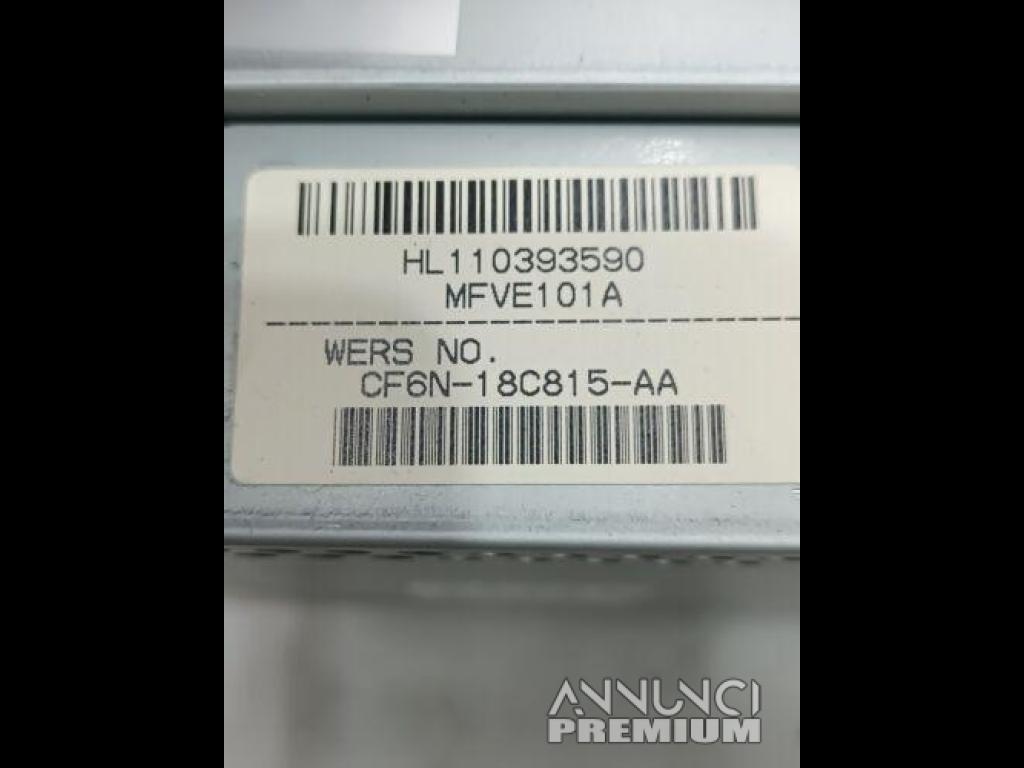 HL110393590
MFVE101A
WERS NO.
CF6N-18C815-AA
ANNUNCI
PREMIUM